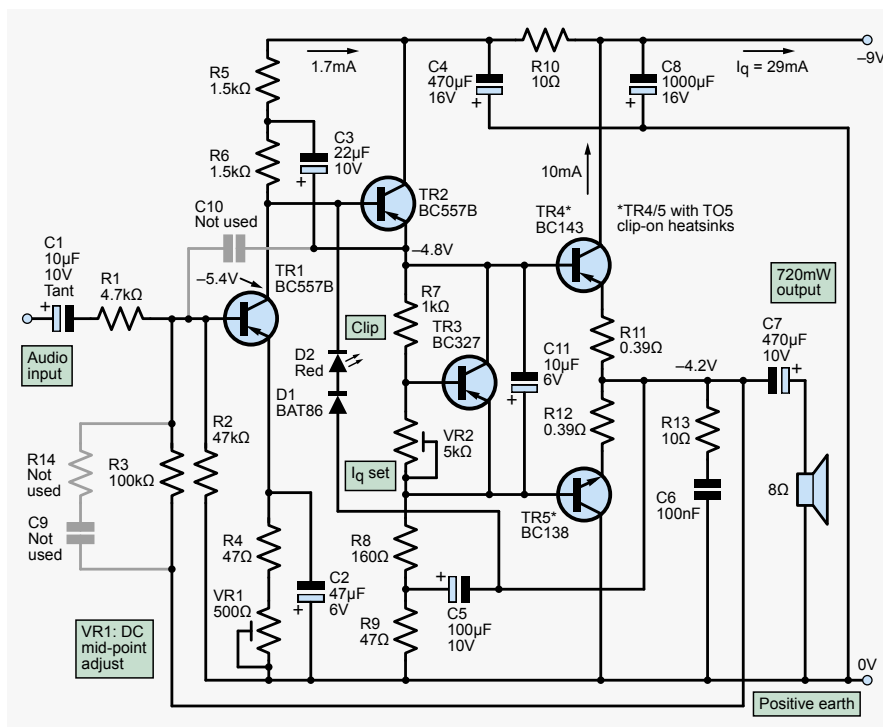 1.7mA
R5
1.5kΩ
R6
1.5kΩ
C3
22µF
10V
+
C10
Not used
C1
10µF
10V
Tant
+
R1
4.7kΩ
Audio
input
–5.4V
TR1
BC557B
TR2
BC557B
–4.8V
C4
470µF
16V
+
R10
10Ω
C8
1000µF
16V
+
Iq = 29mA
–9V
10mA
TR4*
BC143
*TR4/5 with TO5
clip-on heatsinks
720mW
output
Clip
R7
1kΩ
TR3
BC327
D2
Red
D1
BAT86
C11
10µF
6V
+
R11
0.39Ω
–4.2V
C7
470µF
10V
+
R12
0.39Ω
R13
10Ω
VR2
5kΩ
Iq set
R2
47kΩ
R14
Not
used
R3
100kΩ
C9
Not
used
TR5*
BC138
C6
100nF
8Ω
R4
47Ω
R8
160Ω
C2
47µF
6V
+
VR1
500Ω
C5
100µF
10V
+
R9
47Ω
VR1: DC
mid-point
adjust
0V
Positive earth